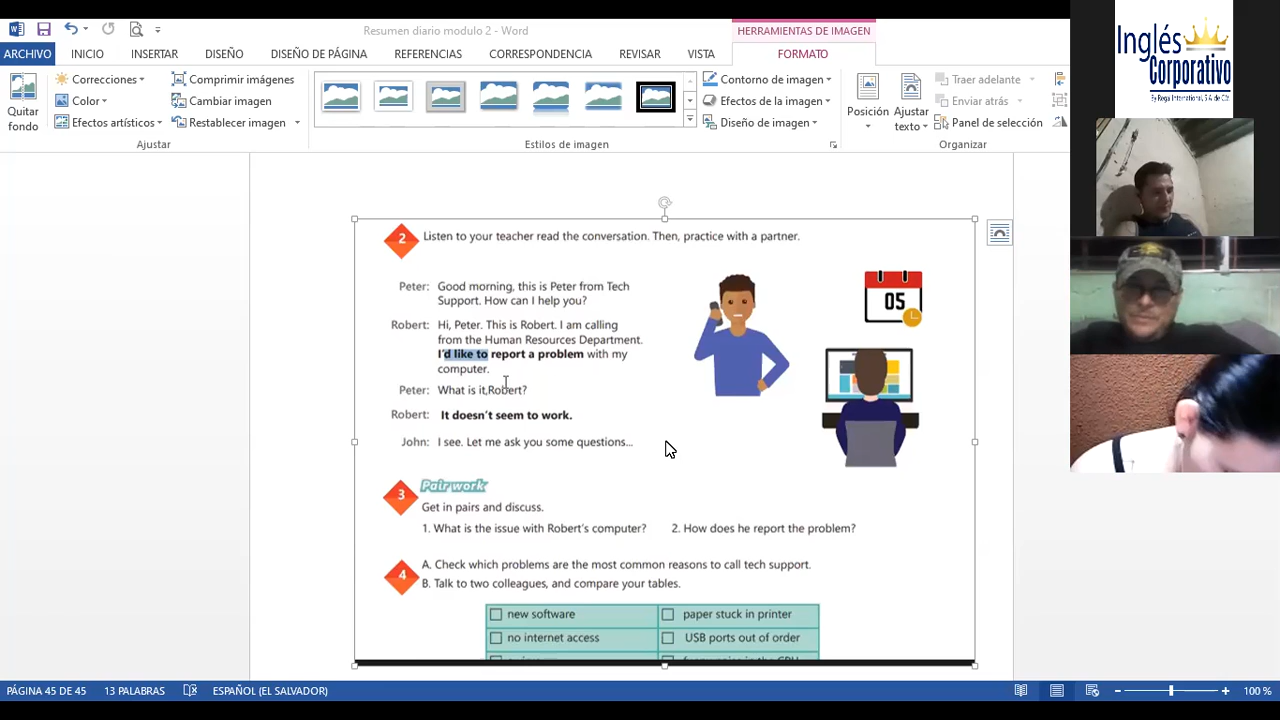 Resumen diario modulo 2 - Word
HERRAMIENTAS DE IMAGEN
ARCHIVO INICIO INSERTAR DISEÑO DISEÑO DE PÁGINA REFERENCIAS CORRESPONDENCIA REVISAR VISTA FORMATO
Quitar fondo
Correcciones
Color
Efectos artísticos
Comprimir imágenes
Cambiar imagen
Restablecer imagen
Ajustar
Estilos de imagen
Contorno de imagen
Efectos de la imagen
Diseño de imagen
Posición
Ajustar texto
Traer adelante
Enviar atrás
Panel de selección
Organizar
Inglés
Corporativo
By Rega International, S.A de C.V.
2 Listen to your teacher read the conversation. Then, practice with a partner.
Peter: Good morning, this is Peter from Tech
Support. How can I help you?
Robert: Hi, Peter. This is Robert. I am calling
from the Human Resources Department.
I'd like to report a problem with my
computer.
Peter: What is it,Robert?
Robert: It doesn't seem to work.
John: I see. Let me ask you some questions...
05
3 Pair work
Get in pairs and discuss.
1. What is the issue with Robert's computer? 2. How does he report the problem?
4 A. Check which problems are the most common reasons to call tech support.
B. Talk to two colleagues, and compare your tables.
new software paper stuck in printer
no internet access USB ports out of order
PÁGINA 45 DE 45 13 PALABRAS ESPAÑOL (EL SALVADOR) 100 %